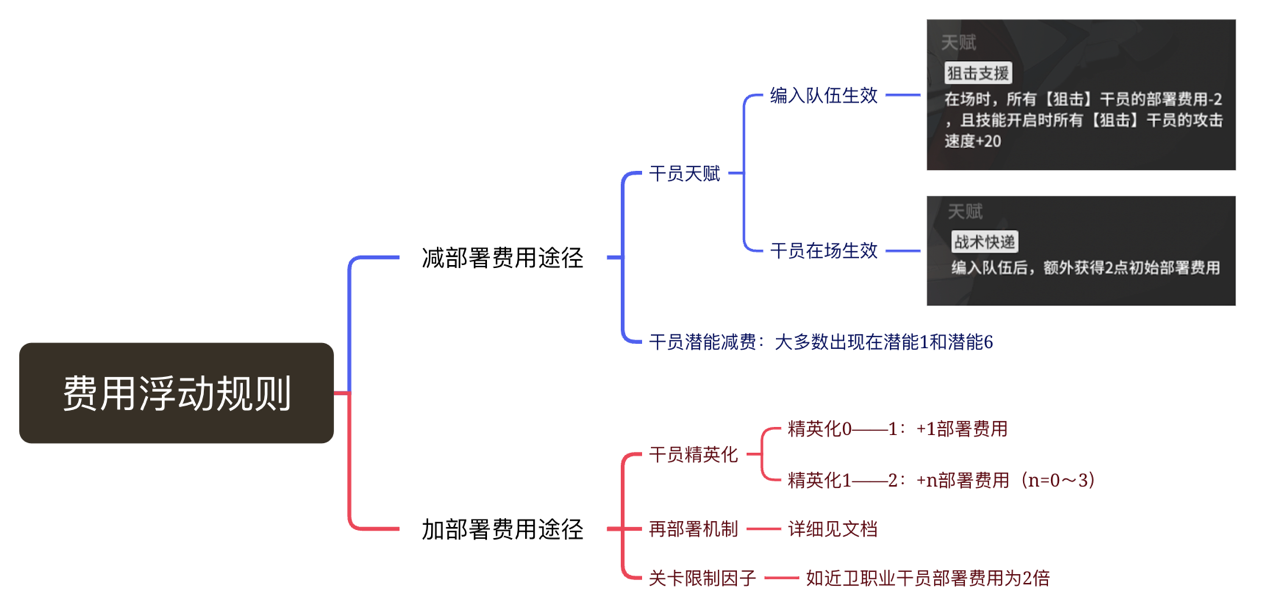 费用浮动规则
减部署费用途径
干员天赋
编入队伍生效
天赋
狙击支援
在场时，所有【狙击】干员的部署费用-2
，且技能开启时所有【狙击】干员的攻击
速度+20
干员在场生效
天赋
战术快递
编入队伍后，额外获得2点初始部署费用
干员潜能减费：大多数出现在潜能1和潜能6
加部署费用途径
干员精英化
精英化0——1：+1部署费用
精英化1——2：+n部署费用（n=0～3）
再部署机制
详细见文档
关卡限制因子
如近卫职业干员部署费用为2倍